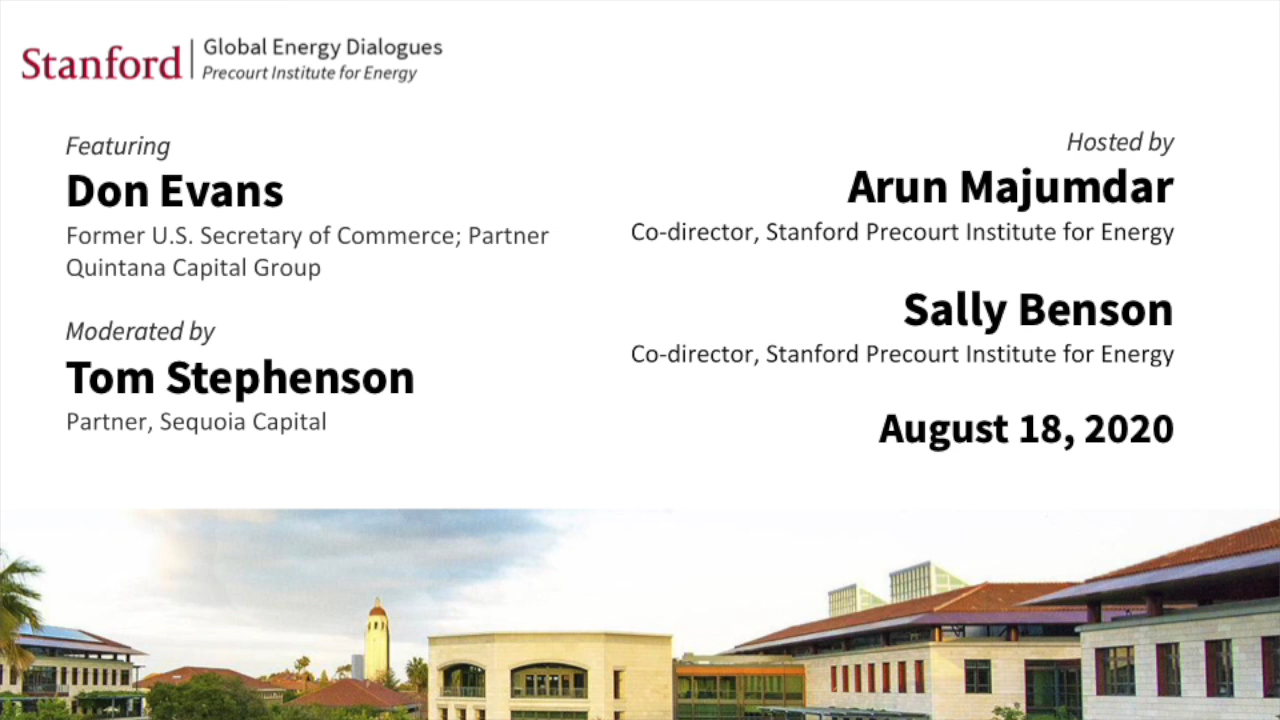 Stanford
Global Energy Dialogues
Precourt Institute for Energy
Featuring
Don Evans
Former U.S. Secretary of Commerce; Partner
Quintana Capital Group
Moderated by
Tom Stephenson
Partner, Sequoia Capital
Hosted by
Arun Majumdar
Co-director, Stanford Precourt Institute for Energy
Sally Benson
Co-director, Stanford Precourt Institute for Energy
August 18, 2020